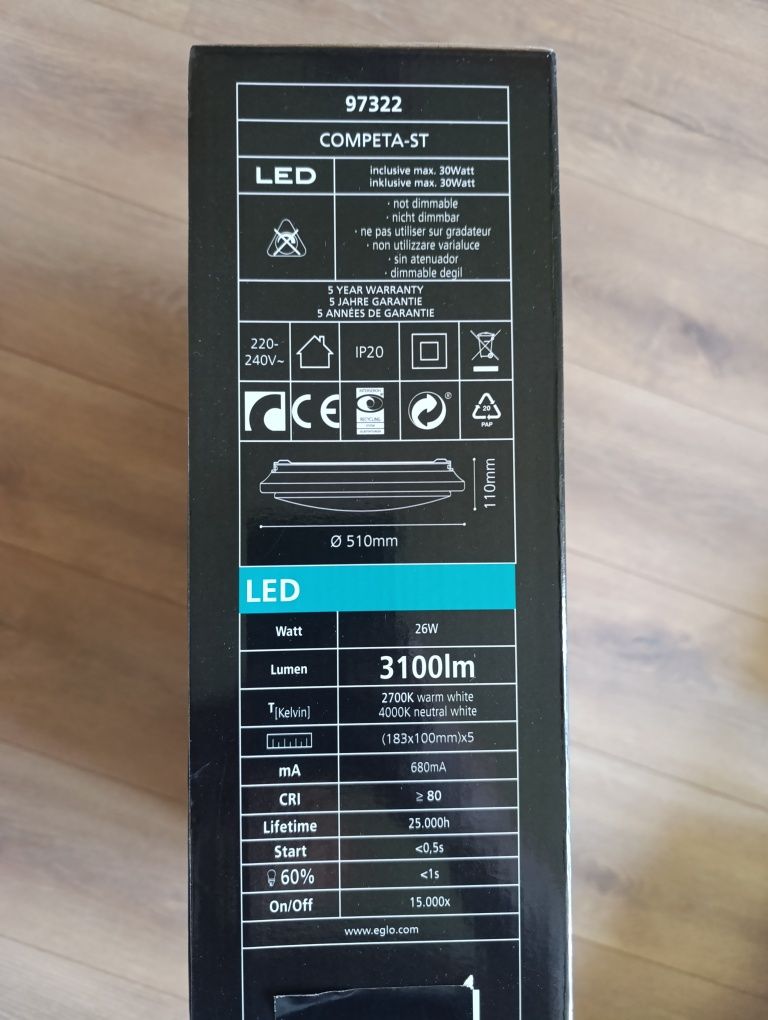 97322
COMPETA-ST
LED
inclusive max. 30Watt
inklusive max. 30Watt
· not dimmable
· nicht dimmbar
· ne pas utiliser sur gradateur
· non utilizzare varialuce
· sin atenuador
· dimmable degil
5 YEAR WARRANTY
5 JAHRE GARANTIE
5 ANNÉES DE GARANTIE
220-
240V~
IP20
CE
RECYCLING
®
20
PAP
110mm
Ø 510mm
LED
Watt 26W
Lumen 3100lm
T[Kelvin] 2700K warm white
4000K neutral white
(183x100mm)x5
mA 680mA
CRI ≥ 80
Lifetime 25.000h
Start <0,5s
60% <1s
On/Off 15.000x
www.eglo.com